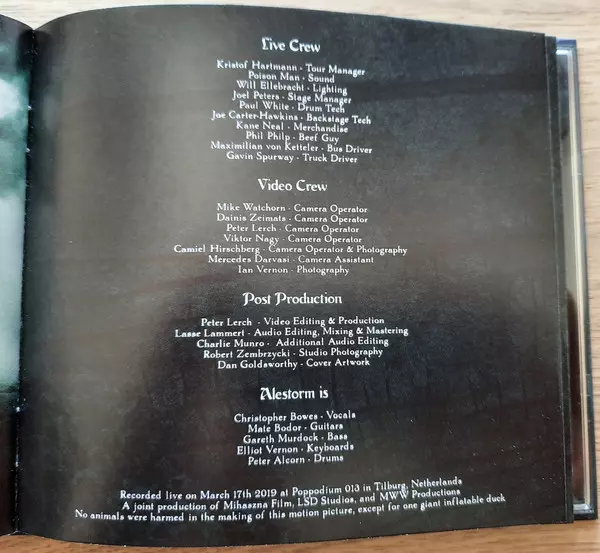 Live Crew
Kristof Hartmann · Tour Manager
Poison Man · Sound
Will Ellebracht · Lighting
Joel Peters · Stage Manager
Paul White · Drum Tech
Joe Carter-Hawkins · Backstage Tech
Kane Neal · Merchandise
Phil Philp · Beef Guy
Maximilian von Ketteler · Bus Driver
Gavin Spurway · Truck Driver
Video Crew
Mike Watchorn · Camera Operator
Dainis Zeimats · Camera Operator
Peter Lerch · Camera Operator
Viktor Nagy · Camera Operator
Camiel Hirschberg · Camera Operator & Photography
Mercedes Darvasi · Camera Assistant
Ian Vernon · Photography
Post Production
Peter Lerch · Video Editing & Production
Lasse Lammert · Audio Editing, Mixing & Mastering
Charlie Munro · Additional Audio Editing
Robert Zembrzycki · Studio Photography
Dan Goldsworthy · Cover Artwork
Alestorm is
Christopher Bowes · Vocals
Mate Bodor · Guitars
Gareth Murdock · Bass
Elliot Vernon · Keyboards
Peter Alcorn · Drums
Recorded live on March 17th 2019 at Poppodium 013 in Tilburg, Netherlands
A joint production of Mihaszna Film, LSD Studios, and MWW Productions
No animals were harmed in the making of this motion picture, except for one giant inflatable duck